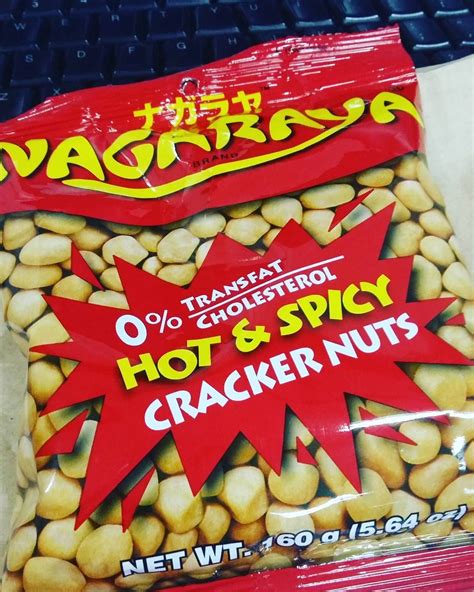 ナガラヤ
NAGARAYA
BRAND
0% TRANSFAT
CHOLESTEROL
HOT & SPICY
CRACKER NUTS
NET WT. 160 g (5.64 oz)